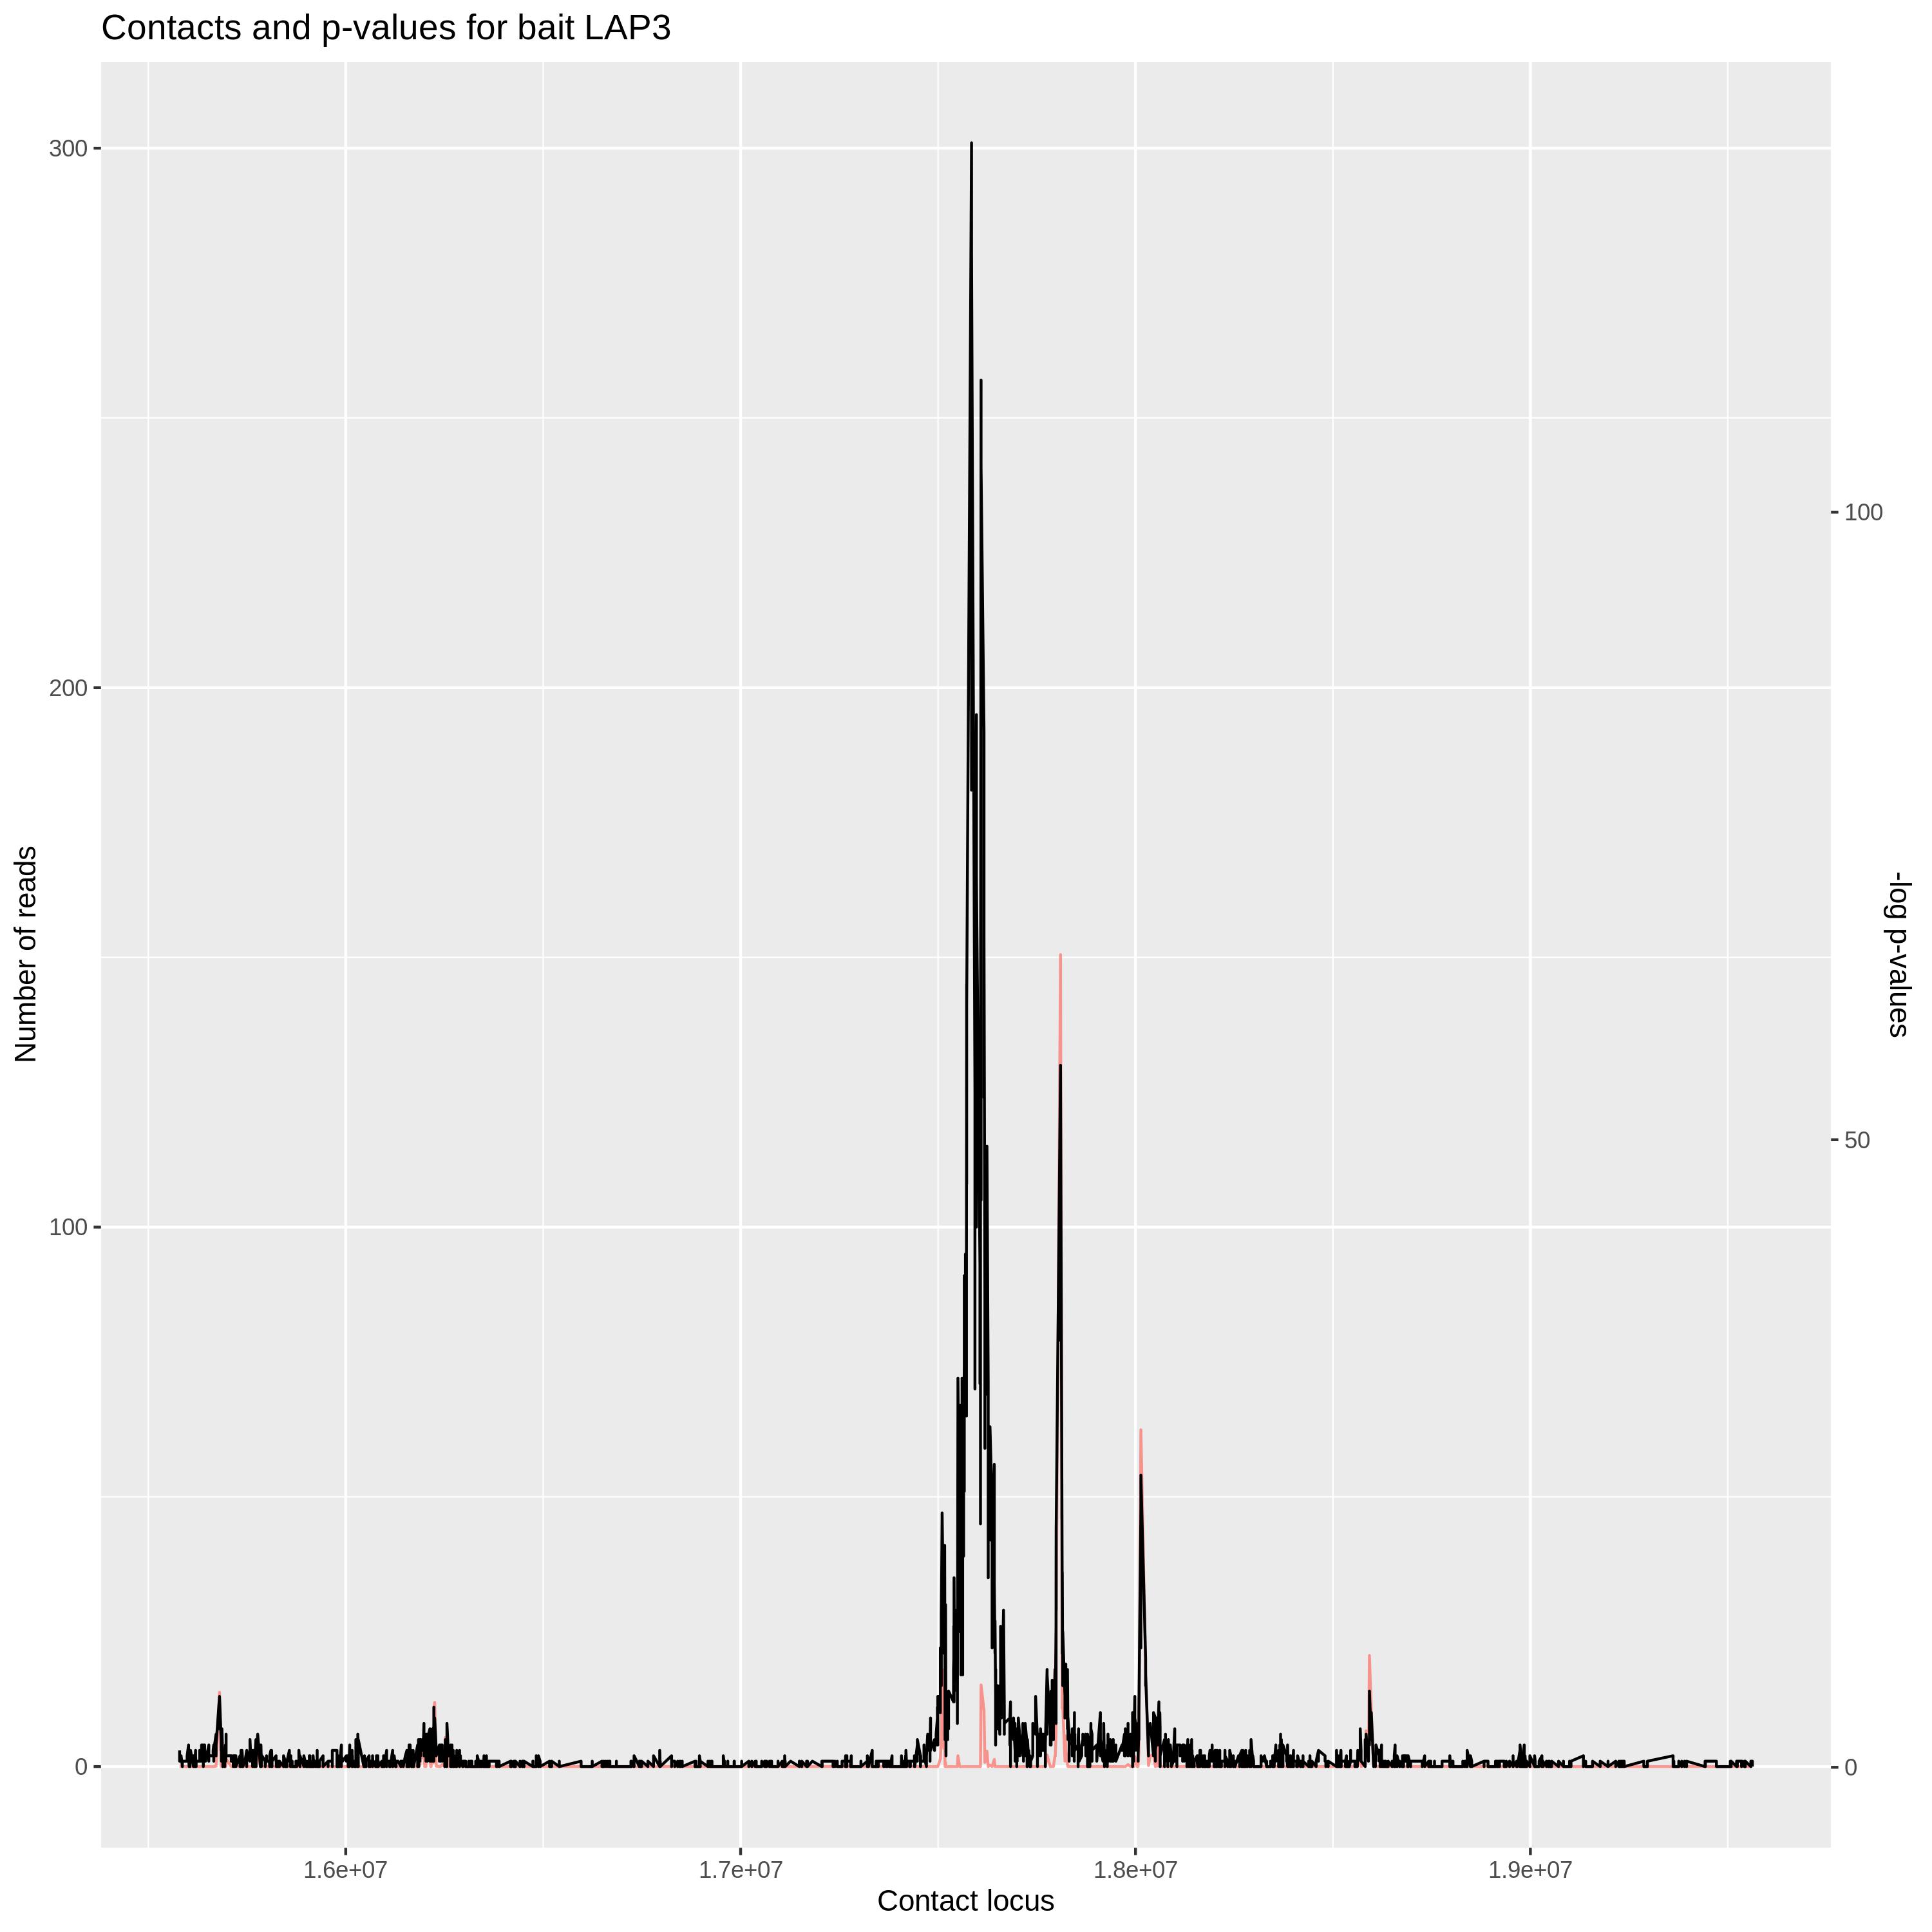 Contacts and p-values for bait LAP3
300
200
100
0
Number of reads
100
50
0
-log p-values
1.6e+07
1.7e+07
1.8e+07
1.9e+07
Contact locus